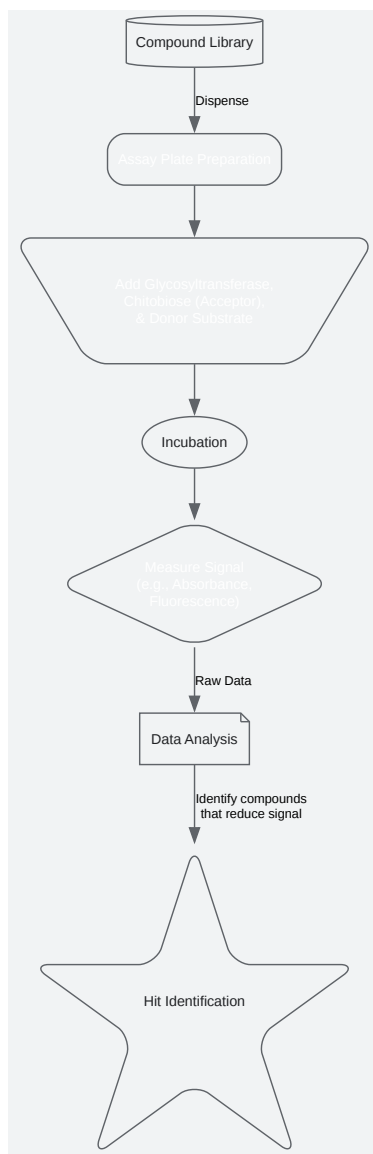 Compound Library
Dispense
Assay Plate Preparation
Add Glycosyltransferase,
Chitobiose (Acceptor),
& Donor Substrate
Incubation
Measure Signal
(e.g., Absorbance,
Fluorescence)
Raw Data
Data Analysis
Identify compounds
that reduce signal
Hit Identification